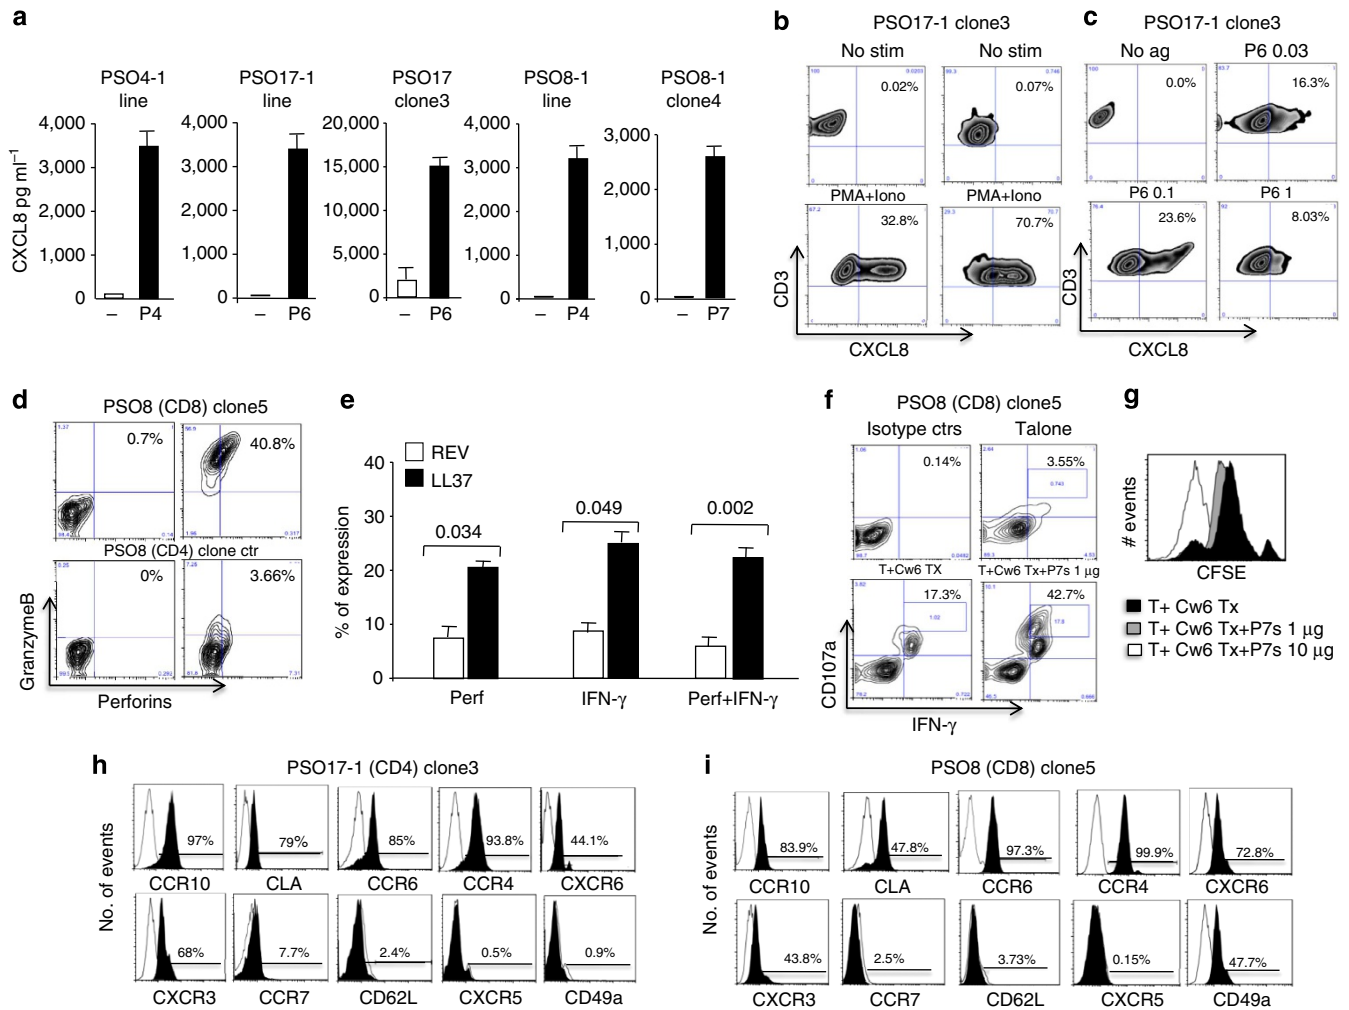 a
PSO4-1 line
PSO17-1 line
PSO17 clone3
PSO8-1 line
PSO8-1 clone4
CXCL8 pg ml⁻¹
4,000
3,000
2,000
1,000
0
– P4
4,000
3,000
2,000
1,000
0
– P6
20,000
15,000
10,000
5,000
0
– P6
4,000
3,000
2,000
1,000
0
– P4
3,000
2,000
1,000
0
– P7
b
PSO17-1 clone3
No stim
No stim
0.02%
0.07%
PMA+Iono
PMA+Iono
32.8%
70.7%
CD3
CXCL8
c
PSO17-1 clone3
No ag
P6 0.03
0.0%
16.3%
P6 0.1
P6 1
23.6%
8.03%
CD3
CXCL8
d
PSO8 (CD8) clone5
0.7%
40.8%
PSO8 (CD4) clone ctr
0%
3.66%
GranzymeB
Perforins
e
REV
LL37
% of expression
40
30
20
10
0
0.034
0.049
0.002
Perf
IFN-γ
Perf+IFN-γ
f
PSO8 (CD8) clone5
Isotype ctrs
Talone
0.14%
3.55%
0.743
T+Cw6 TX
T+Cw6 Tx+P7s 1 μg
17.3%
42.7%
1.02
17.8
CD107a
IFN-γ
g
# events
CFSE
T+ Cw6 Tx
T+ Cw6 Tx+P7s 1 μg
T+ Cw6 Tx+P7s 10 μg
h
PSO17-1 (CD4) clone3
No. of events
97%
79%
85%
93.8%
44.1%
CCR10
CLA
CCR6
CCR4
CXCR6
68%
7.7%
2.4%
0.5%
0.9%
CXCR3
CCR7
CD62L
CXCR5
CD49a
i
PSO8 (CD8) clone5
No. of events
83.9%
47.8%
97.3%
99.9%
72.8%
CCR10
CLA
CCR6
CCR4
CXCR6
43.8%
2.5%
3.73%
0.15%
47.7%
CXCR3
CCR7
CD62L
CXCR5
CD49a